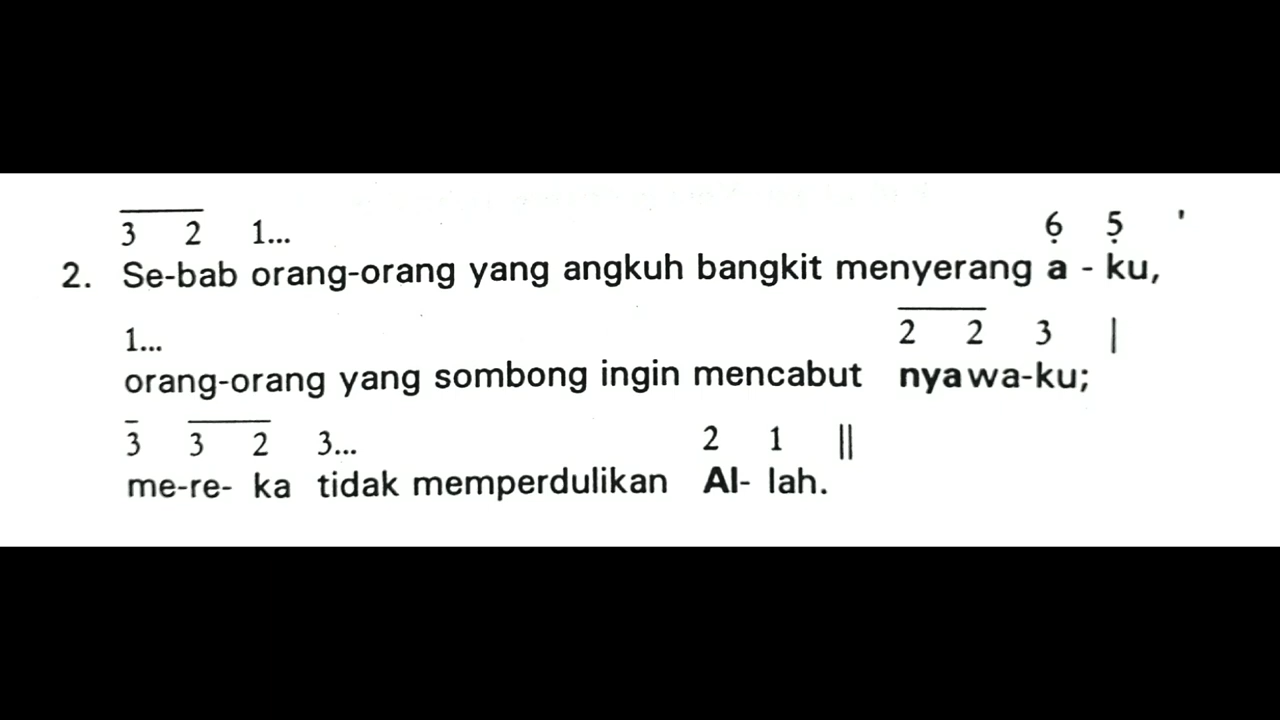 3 2 1... 6̣ 5̣ '
2. Se-bab orang-orang yang angkuh bangkit menyerang a - ku,
1... 2 2 3 |
orang-orang yang sombong ingin mencabut nyawa-ku;
3 3 2 3... 2 1 ||
me-re- ka tidak memperdulikan Al- lah.